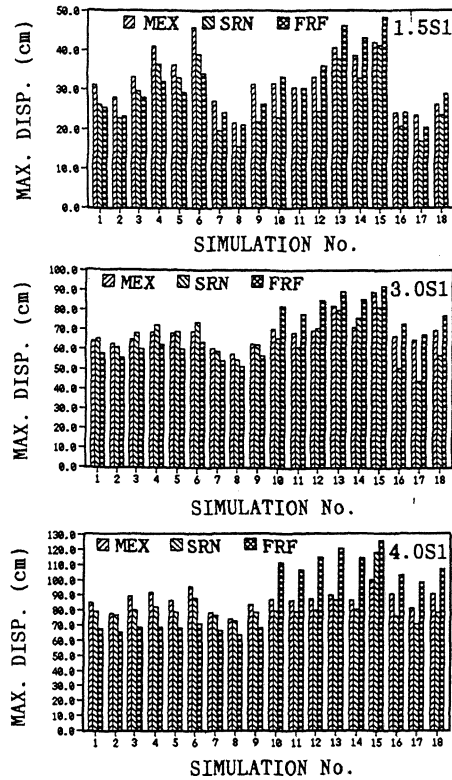 MAX. DISP. (cm)
50.0
40.0
30.0
20.0
10.0
0.0
MEX SRN FRF 1.5S1
1 2 3 4 5 6 7 8 9 10 11 12 13 14 15 16 17 18
SIMULATION No.
MAX. DISP. (cm)
100.0
90.0
80.0
70.0
60.0
50.0
40.0
30.0
20.0
10.0
0.0
MEX SRN FRF 3.0S1
1 2 3 4 5 6 7 8 9 10 11 12 13 14 15 16 17 18
SIMULATION No.
MAX. DISP. (cm)
130.0
120.0
110.0
100.0
90.0
80.0
70.0
60.0
50.0
40.0
30.0
20.0
10.0
0.0
MEX SRN FRF 4.0S1
1 2 3 4 5 6 7 8 9 10 11 12 13 14 15 16 17 18
SIMULATION No.